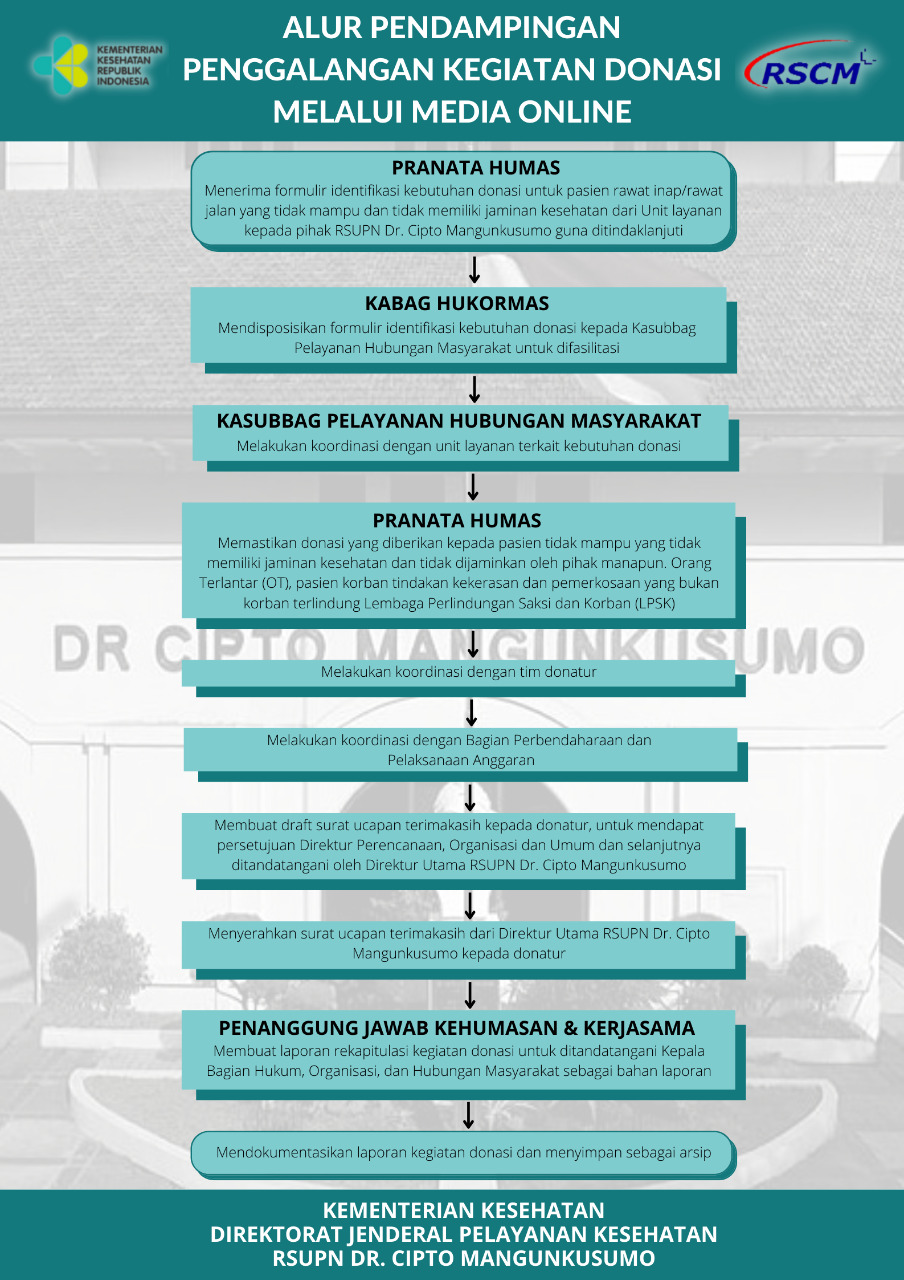 KEMENTERIAN
KESEHATAN
REPUBLIK
INDONESIA
ALUR PENDAMPINGAN
PENGGALANGAN KEGIATAN DONASI
MELALUI MEDIA ONLINE
RSCM
PRANATA HUMAS
Menerima formulir identifikasi kebutuhan donasi untuk pasien rawat inap/rawat
jalan yang tidak mampu dan tidak memiliki jaminan kesehatan dari Unit layanan
kepada pihak RSUPN Dr. Cipto Mangunkusumo guna ditindaklanjuti
KABAG HUKORMAS
Mendisposisikan formulir identifikasi kebutuhan donasi kepada Kasubbag
Pelayanan Hubungan Masyarakat untuk difasilitasi
KASUBBAG PELAYANAN HUBUNGAN MASYARAKAT
Melakukan koordinasi dengan unit layanan terkait kebutuhan donasi
PRANATA HUMAS
Memastikan donasi yang diberikan kepada pasien tidak mampu yang tidak
memiliki jaminan kesehatan dan tidak dijaminkan oleh pihak manapun. Orang
Terlantar (OT), pasien korban tindakan kekerasan dan pemerkosaan yang bukan
korban terlindung Lembaga Perlindungan Saksi dan Korban (LPSK)
DR CIPTO MANGUNKUSUMO
Melakukan koordinasi dengan tim donatur
Melakukan koordinasi dengan Bagian Perbendaharaan dan
Pelaksanaan Anggaran
Membuat draft surat ucapan terimakasih kepada donatur, untuk mendapat
persetujuan Direktur Perencanaan, Organisasi dan Umum dan selanjutnya
ditandatangani oleh Direktur Utama RSUPN Dr. Cipto Mangunkusumo
Menyerahkan surat ucapan terimakasih dari Direktur Utama RSUPN Dr. Cipto
Mangunkusumo kepada donatur
PENANGGUNG JAWAB KEHUMASAN & KERJASAMA
Membuat laporan rekapitulasi kegiatan donasi untuk ditandatangani Kepala
Bagian Hukum, Organisasi, dan Hubungan Masyarakat sebagai bahan laporan
Mendokumentasikan laporan kegiatan donasi dan menyimpan sebagai arsip
KEMENTERIAN KESEHATAN
DIREKTORAT JENDERAL PELAYANAN KESEHATAN
RSUPN DR. CIPTO MANGUNKUSUMO